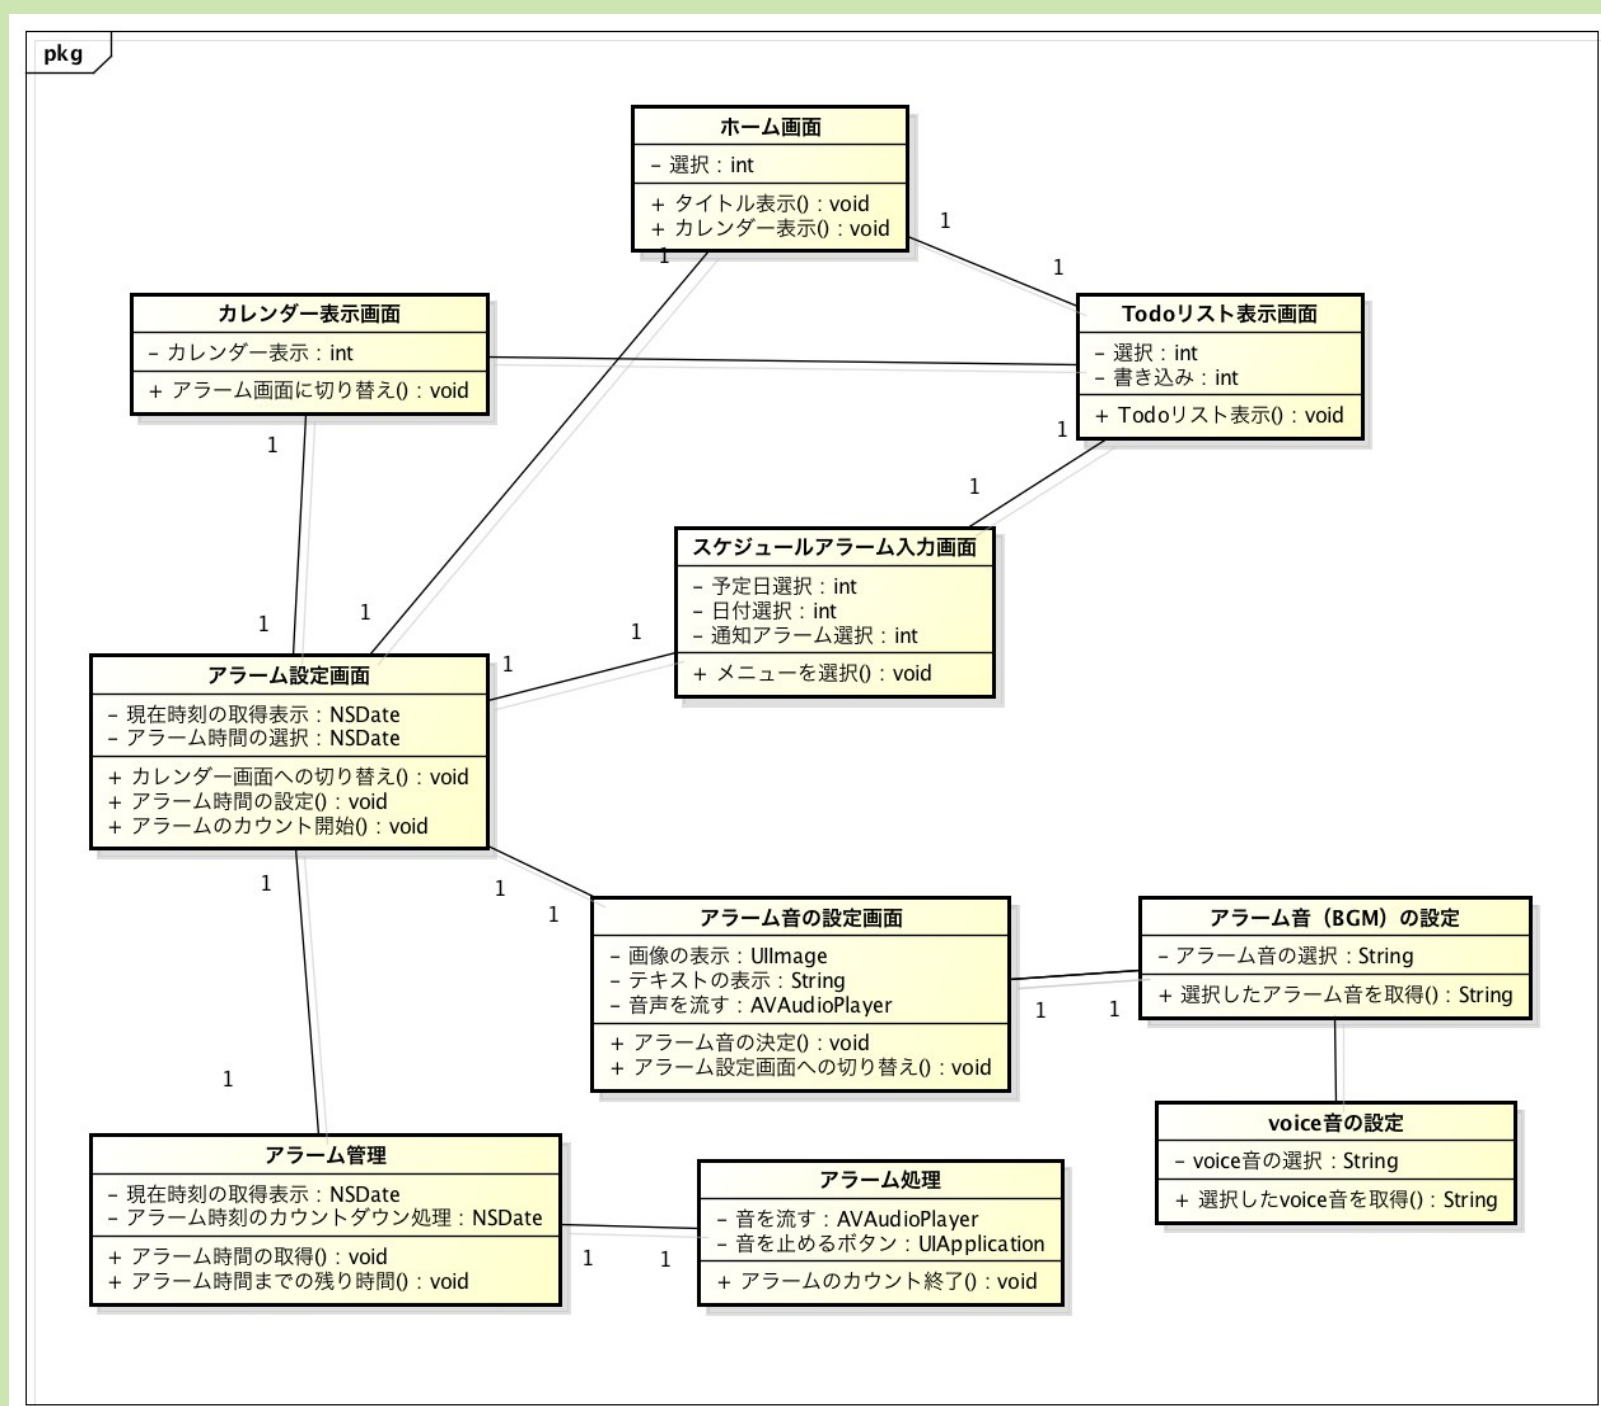 pkg
ホーム画面
– 選択 : int
+ タイトル表示() : void
+ カレンダー表示() : void
1
1
1
カレンダー表示画面
– カレンダー表示 : int
+ アラーム画面に切り替え() : void
Todoリスト表示画面
– 選択 : int
– 書き込み : int
+ Todoリスト表示() : void
1
1
1
スケジュールアラーム入力画面
– 予定日選択 : int
– 日付選択 : int
– 通知アラーム選択 : int
+ メニューを選択() : void
1
1
1
1
アラーム設定画面
– 現在時刻の取得表示 : NSDate
– アラーム時間の選択 : NSDate
+ カレンダー画面への切り替え() : void
+ アラーム時間の設定() : void
+ アラームのカウント開始() : void
1
1
1
アラーム音の設定画面
– 画像の表示 : UIImage
– テキストの表示 : String
– 音声を流す : AVAudioPlayer
+ アラーム音の決定() : void
+ アラーム設定画面への切り替え() : void
1
1
アラーム音（BGM）の設定
– アラーム音の選択 : String
+ 選択したアラーム音を取得() : String
1
アラーム管理
– 現在時刻の取得表示 : NSDate
– アラーム時刻のカウントダウン処理 : NSDate
+ アラーム時間の取得() : void
+ アラーム時間までの残り時間() : void
1
1
アラーム処理
– 音を流す : AVAudioPlayer
– 音を止めるボタン : UIApplication
+ アラームのカウント終了() : void
voice音の設定
– voice音の選択 : String
+ 選択したvoice音を取得() : String